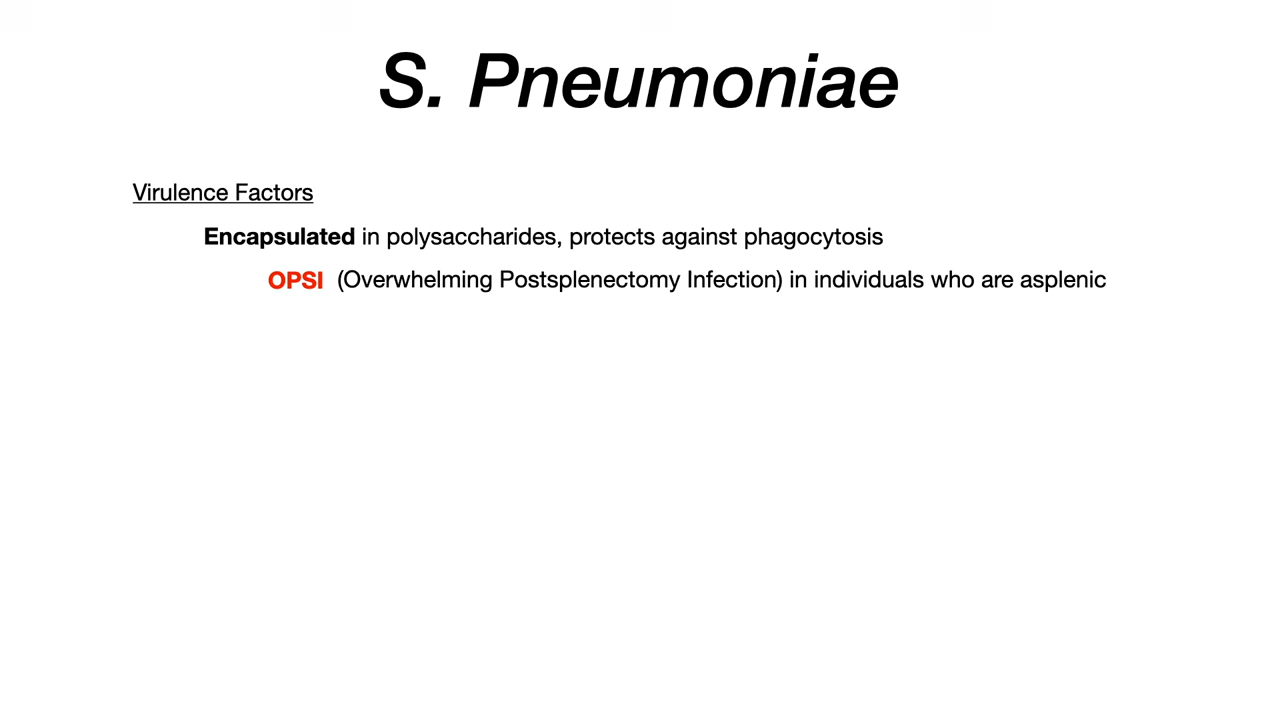 S. Pneumoniae
Virulence Factors
Encapsulated in polysaccharides, protects against phagocytosis
OPSI (Overwhelming Postsplenectomy Infection) in individuals who are asplenic